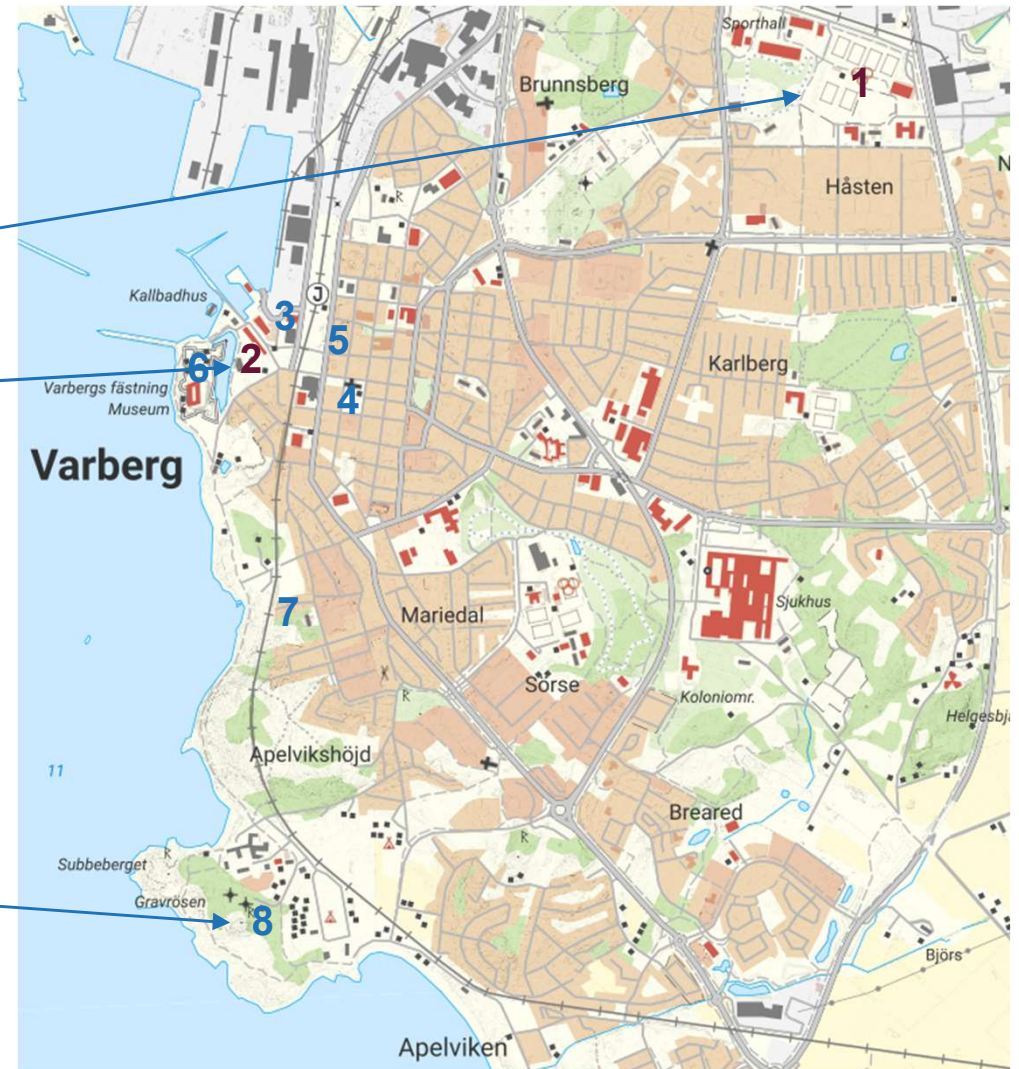 Sporthall
1
Brunnsberg
Håsten
N
Kallbadhus
J
3
5
2
6
Karlberg
Varbergs fästning
Museum
4
Varberg
7
Mariedal
Sjukhus
Sörse
Koloniomr.
Helgesbj
Apelvikshöjd
11
Breared
Subbeberget
Gravrösen
8
Björs
Apelviken
R
R
R
R
R